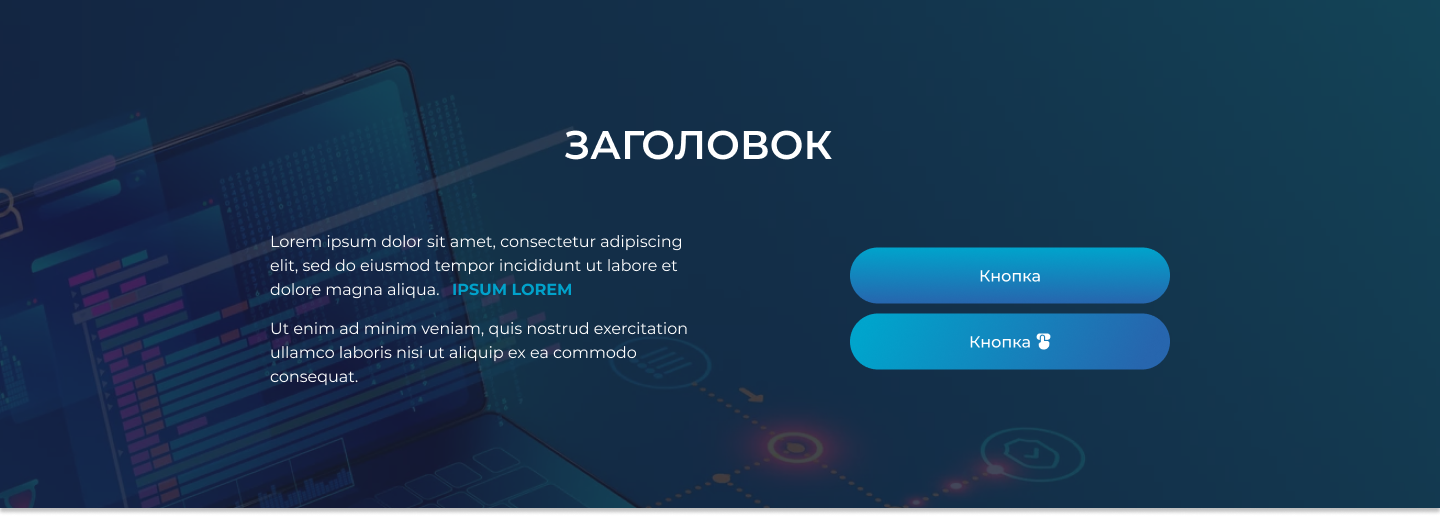 ЗАГОЛОВОК
Lorem ipsum dolor sit amet, consectetur adipiscing
elit, sed do eiusmod tempor incididunt ut labore et
dolore magna aliqua. IPSUM LOREM
Ut enim ad minim veniam, quis nostrud exercitation
ullamco laboris nisi ut aliquip ex ea commodo
consequat.
Кнопка
Кнопка